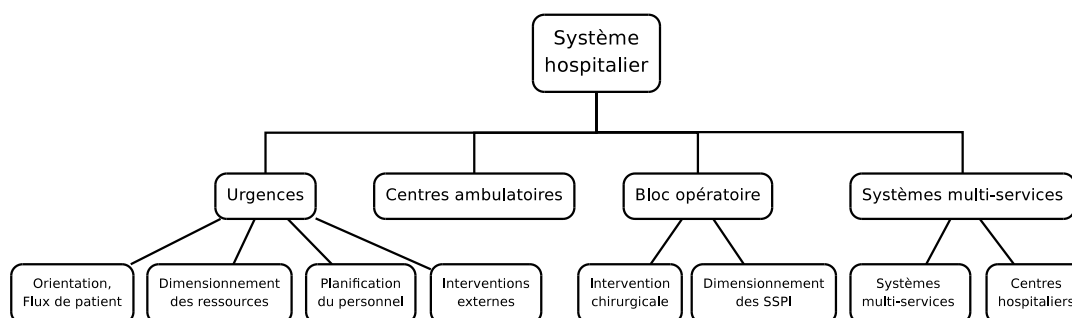 Système
hospitalier
Urgences
Centres ambulatoires
Bloc opératoire
Systèmes multi-services
Orientation,
Flux de patient
Dimensionnement
des ressources
Planification
du personnel
Interventions
externes
Intervention
chirurgicale
Dimensionnement
des SSPI
Systèmes
multi-services
Centres
hospitaliers